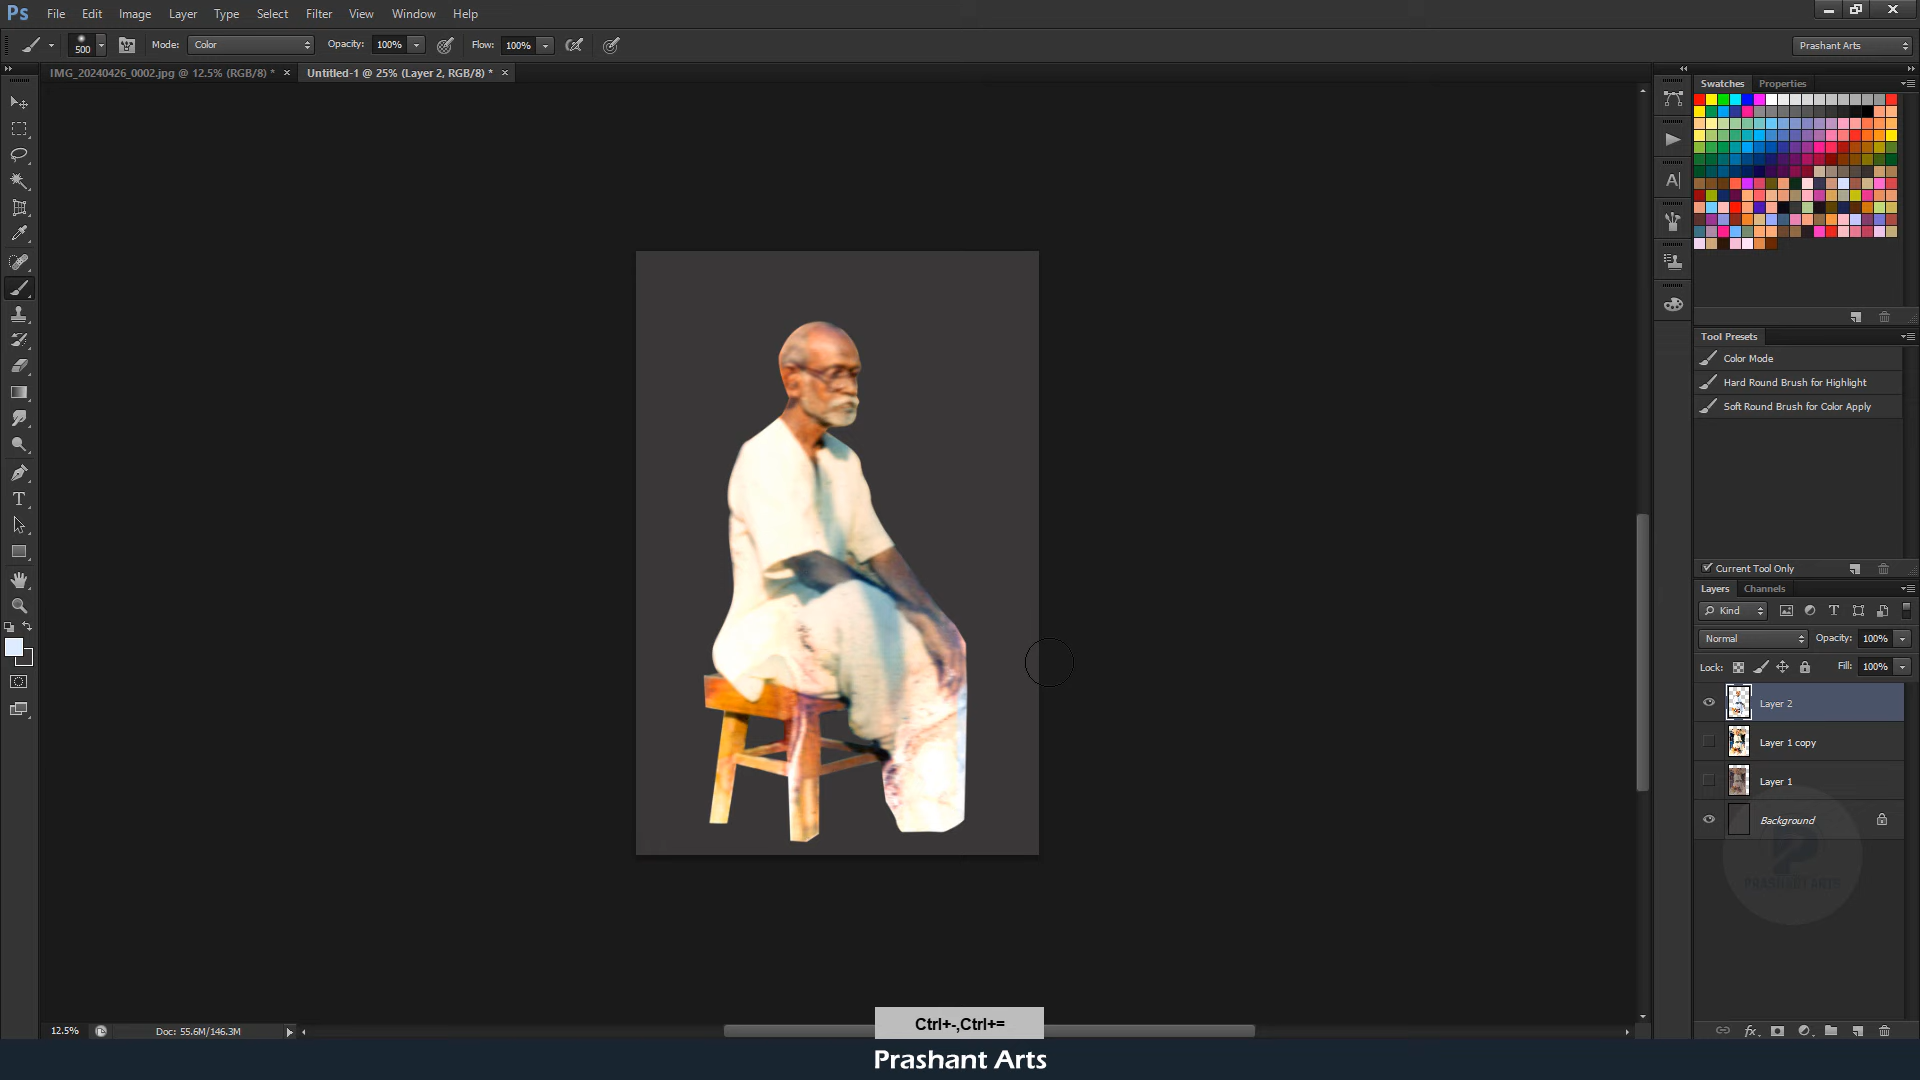 Ps File Edit Image Layer Type Select Filter View Window Help
500 Mode: Color Opacity: 100% Flow: 100% Prashant Arts
IMG_20240426_0002.jpg @ 12.5% (RGB/8) * × Untitled-1 @ 25% (Layer 2, RGB/8) * ×
Swatches Properties
Tool Presets
Color Mode
Hard Round Brush for Highlight
Soft Round Brush for Color Apply
Current Tool Only
Layers Channels
Kind
Normal Opacity: 100%
Lock: Fill: 100%
Layer 2
Layer 1 copy
Layer 1
Background
PRASHANT ARTS
12.5% Doc: 55.6M/146.3M
Ctrl+-,Ctrl+=
Prashant Arts